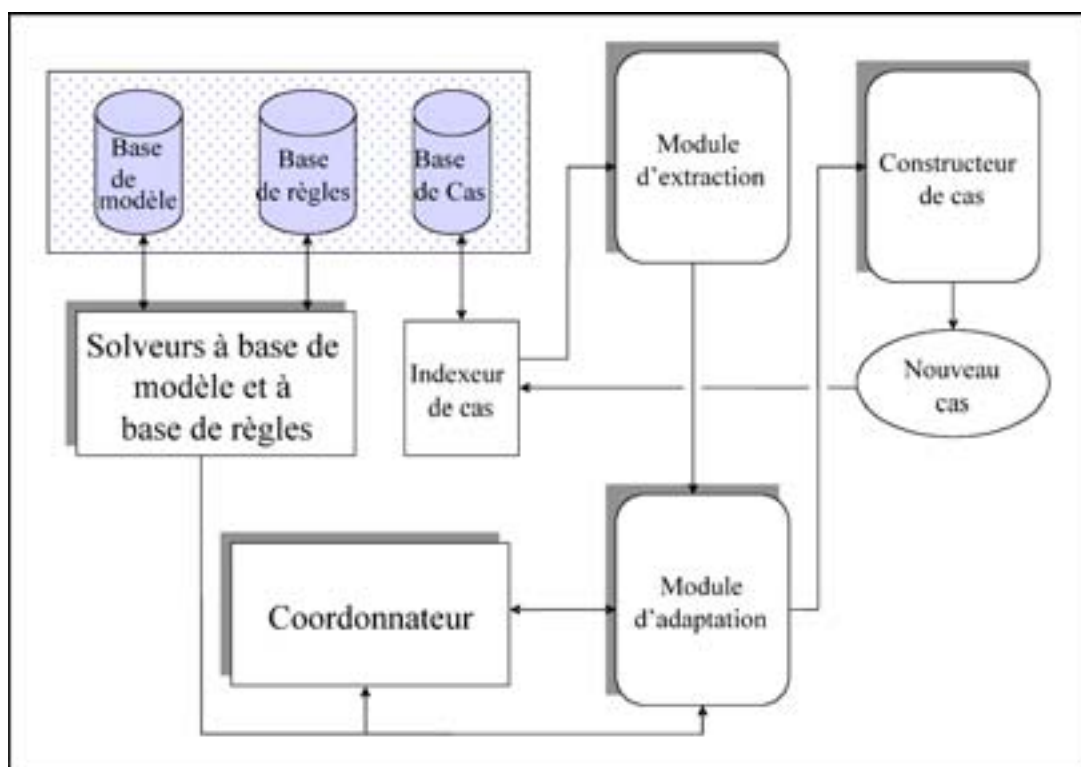 Base
de
modèle
Base
de règles
Base
de Cas
Module
d'extraction
Constructeur
de cas
Solveurs à base de
modèle et à
base de règles
Indexeur
de cas
Nouveau
cas
Coordonnateur
Module
d'adaptation